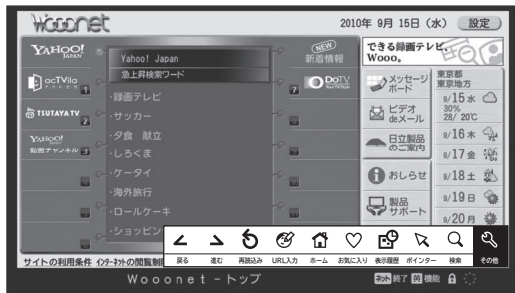 Wooonet
2010年 9月 15日 (水) 設定
YAHOO! JAPAN
acTVila
1
TSUTAYA TV
2
YAHOO!
動画チャンネル 3
Yahoo! Japan
急上昇検索ワード
・録画テレビ
・サッカー
・夕食 献立
・しろくま
・ケータイ
・海外旅行
・ロールケーキ
・ショッピン
NEW
新着情報
7 DoTV
できる録画テレビ、
Wooo。
メッセージ
ボード
ビデオ
deメール
日立製品
のご案内
おしらせ
製品
サポート
東京都
東京地方
9/15 水
30%
28/ 20℃
9/16 木
9/17 金
9/18 土
9/19 日
9/20 月
戻る 進む 再読込み URL入力 ホーム お気に入り 表示履歴 ポインター 検索 その他
サイトの利用条件 インターネットの閲覧制
Wooonet-トップ
ネット 終了 英 機能